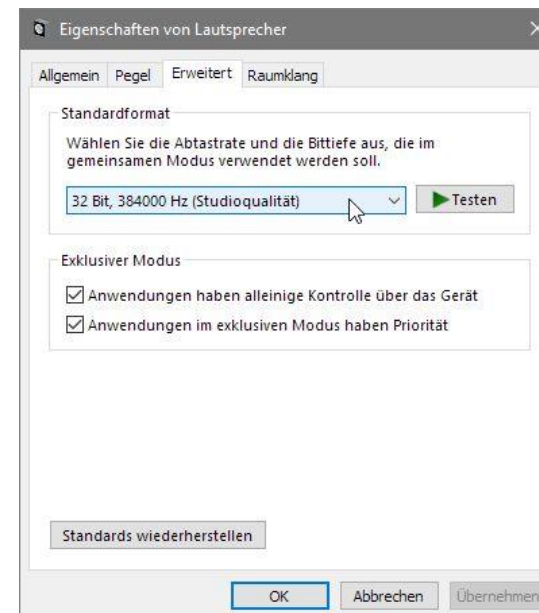 Eigenschaften von Lautsprecher
Allgemein Pegel Erweitert Raumklang
Standardformat
Wählen Sie die Abtastrate und die Bittiefe aus, die im
gemeinsamen Modus verwendet werden soll.
32 Bit, 384000 Hz (Studioqualität) Testen
Exklusiver Modus
Anwendungen haben alleinige Kontrolle über das Gerät
Anwendungen im exklusiven Modus haben Priorität
Standards wiederherstellen
OK Abbrechen Übernehmen